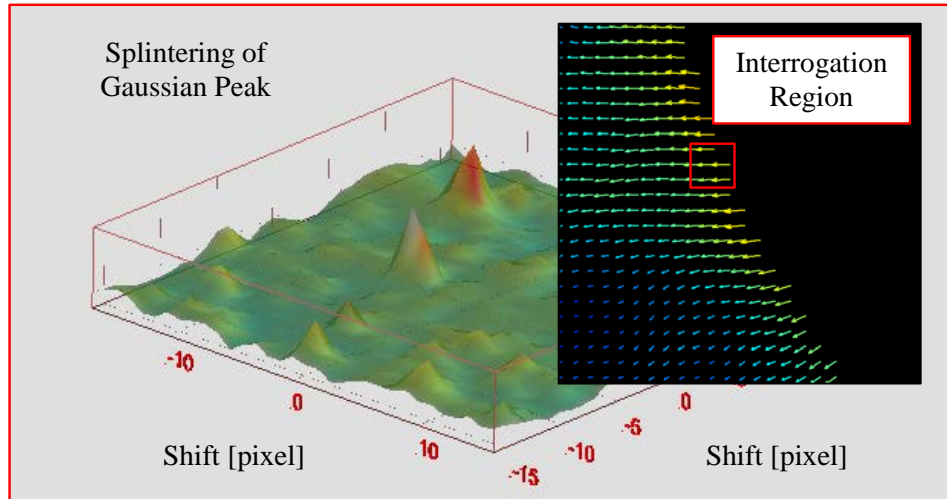 Splintering of
Gaussian Peak
Interrogation
Region
-10
0
10
-15
-10
-5
0
Shift [pixel]
Shift [pixel]